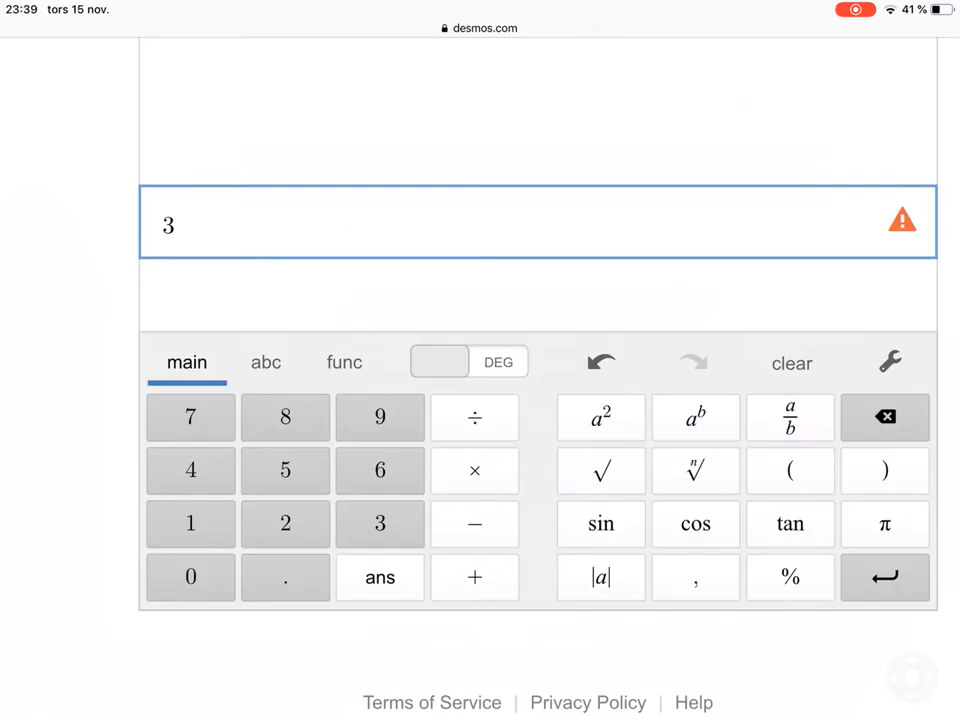 23:39 tors 15 nov. 41 %
desmos.com
3
main abc func DEG clear
7 8 9 ÷ a² aᵇ a/b
4 5 6 × √ ⁿ√ ( )
1 2 3 − sin cos tan π
0 . ans + |a| , %
Terms of Service | Privacy Policy | Help